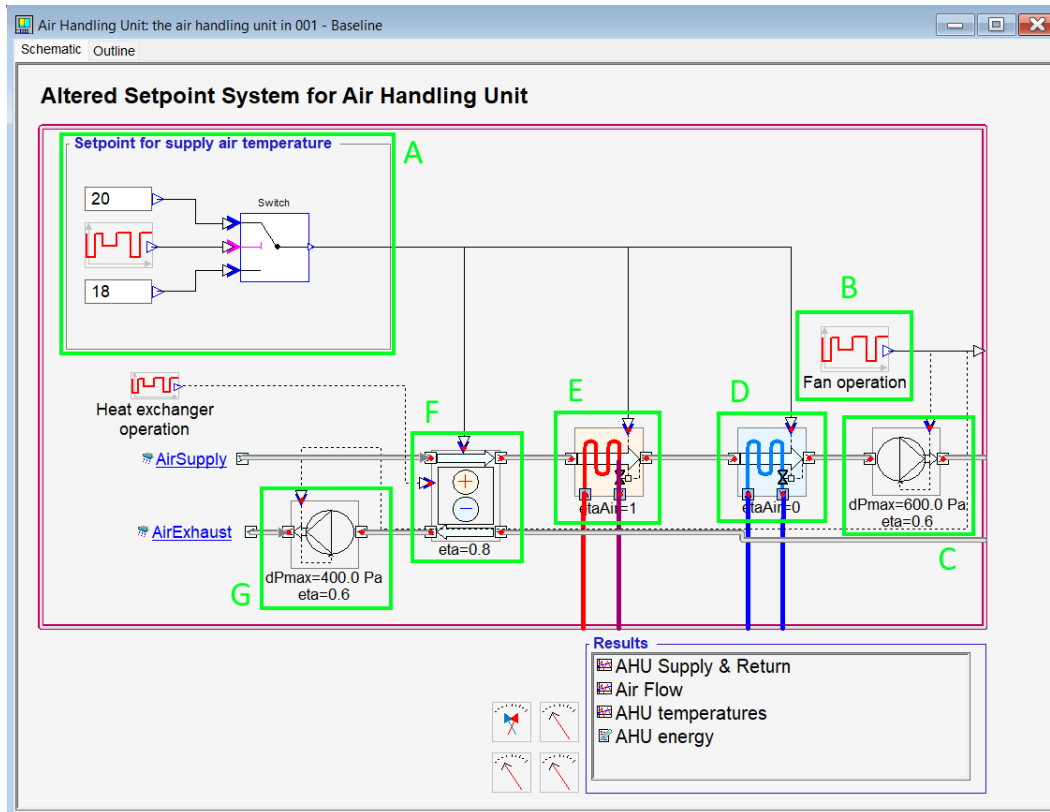 Air Handling Unit: the air handling unit in 001 - Baseline
Schematic Outline
Altered Setpoint System for Air Handling Unit
Setpoint for supply air temperature
A
20
Switch
18
B
Fan operation
Heat exchanger
operation
F
E
D
AirSupply
etaAir=1
etaAir=0
dPmax=600.0 Pa
eta=0.6
AirExhaust
eta=0.8
C
G
dPmax=400.0 Pa
eta=0.6
Results
AHU Supply & Return
Air Flow
AHU temperatures
AHU energy